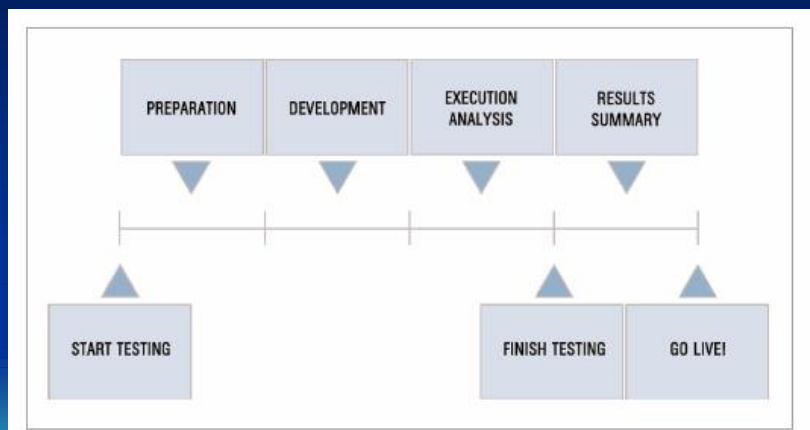 PREPARATION
DEVELOPMENT
EXECUTION
ANALYSIS
RESULTS
SUMMARY
START TESTING
FINISH TESTING
GO LIVE!